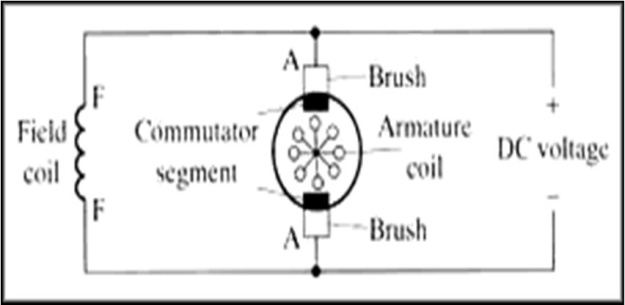 A
Brush
F
Field
coil
F
Commutator
segment
Armature
coil
+
DC voltage
−
A
Brush